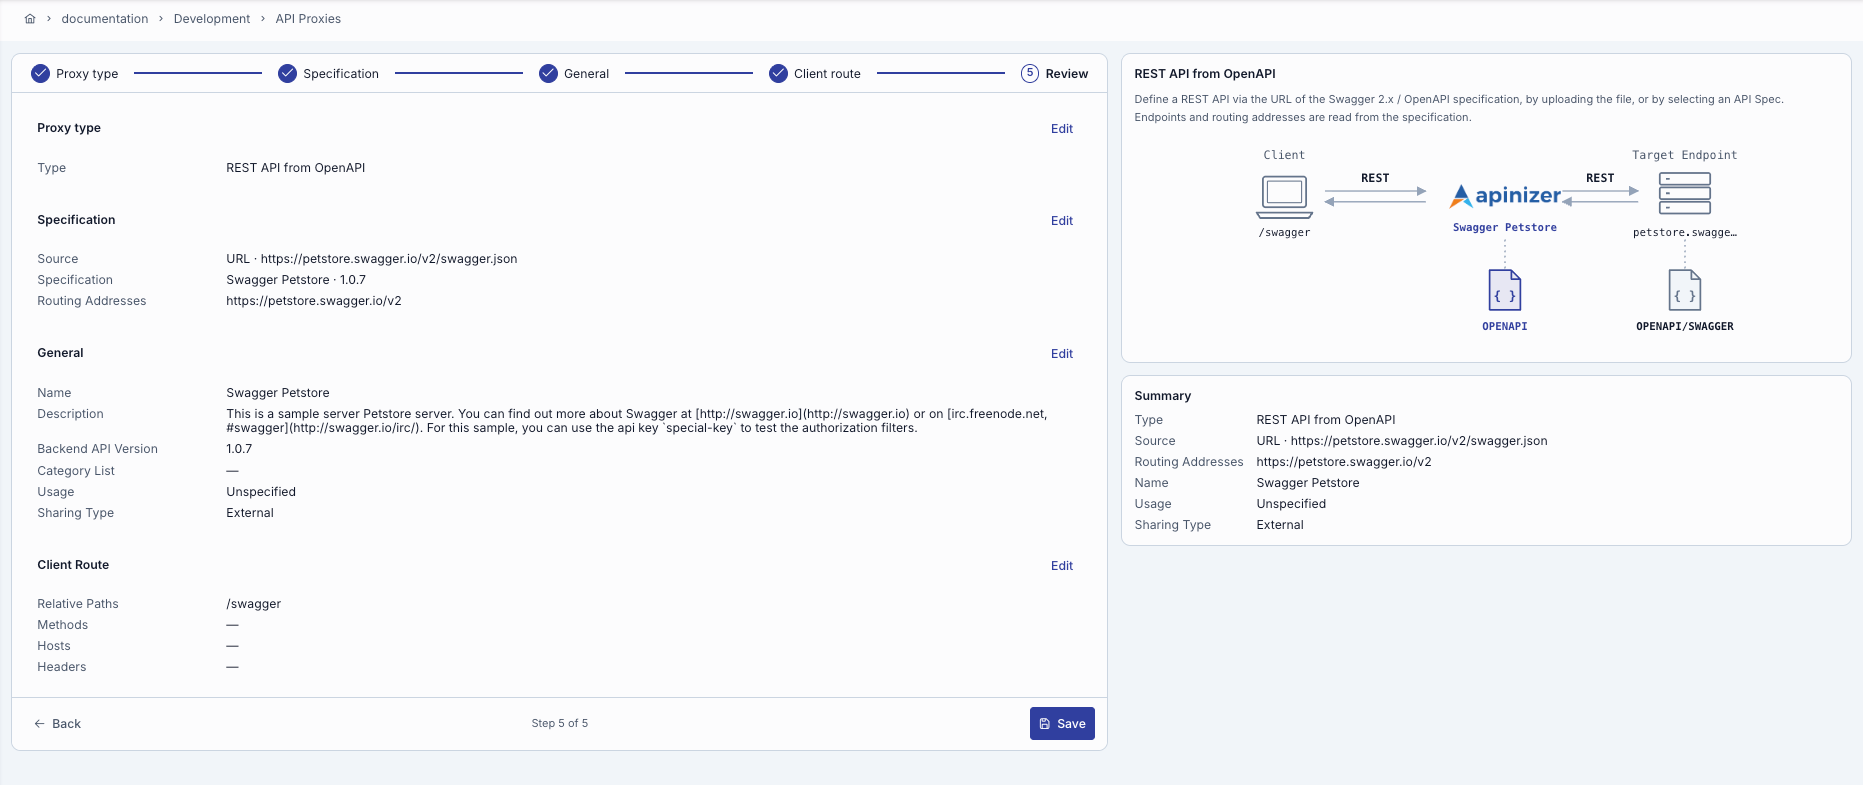 documentation > Development > API Proxies
Proxy type
Specification
General
Client route
5 Review
Proxy type
Edit
Type REST API from OpenAPI
Specification
Edit
Source URL · https://petstore.swagger.io/v2/swagger.json
Specification Swagger Petstore · 1.0.7
Routing Addresses https://petstore.swagger.io/v2
General
Edit
Name Swagger Petstore
Description This is a sample server Petstore server. You can find out more about Swagger at [http://swagger.io](http://swagger.io) or on [irc.freenode.net,
#swagger](http://swagger.io/irc/). For this sample, you can use the api key `special-key` to test the authorization filters.
Backend API Version 1.0.7
Category List —
Usage Unspecified
Sharing Type External
Client Route
Edit
Relative Paths /swagger
Methods —
Hosts —
Headers —
← Back
Step 5 of 5
Save
REST API from OpenAPI
Define a REST API via the URL of the Swagger 2.x / OpenAPI specification, by uploading the file, or by selecting an API Spec.
Endpoints and routing addresses are read from the specification.
Client
Target Endpoint
REST
REST
apinizer
/swagger
Swagger Petstore
petstore.swagge…
{ }
{ }
OPENAPI
OPENAPI/SWAGGER
Summary
Type REST API from OpenAPI
Source URL · https://petstore.swagger.io/v2/swagger.json
Routing Addresses https://petstore.swagger.io/v2
Name Swagger Petstore
Usage Unspecified
Sharing Type External